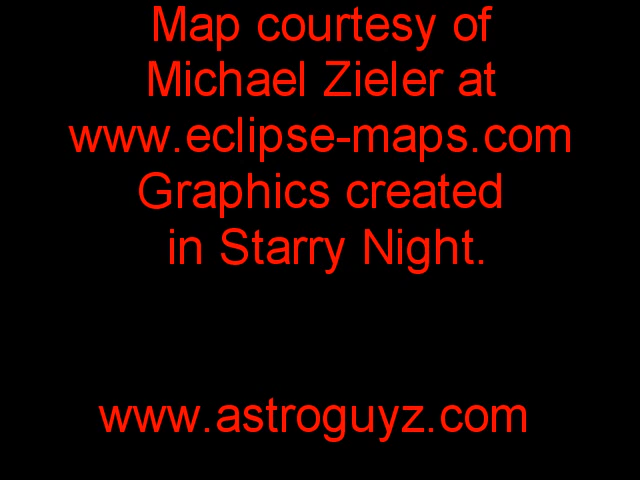 Map courtesy of
Michael Zieler at
www.eclipse-maps.com
Graphics created
in Starry Night.
www.astroguyz.com